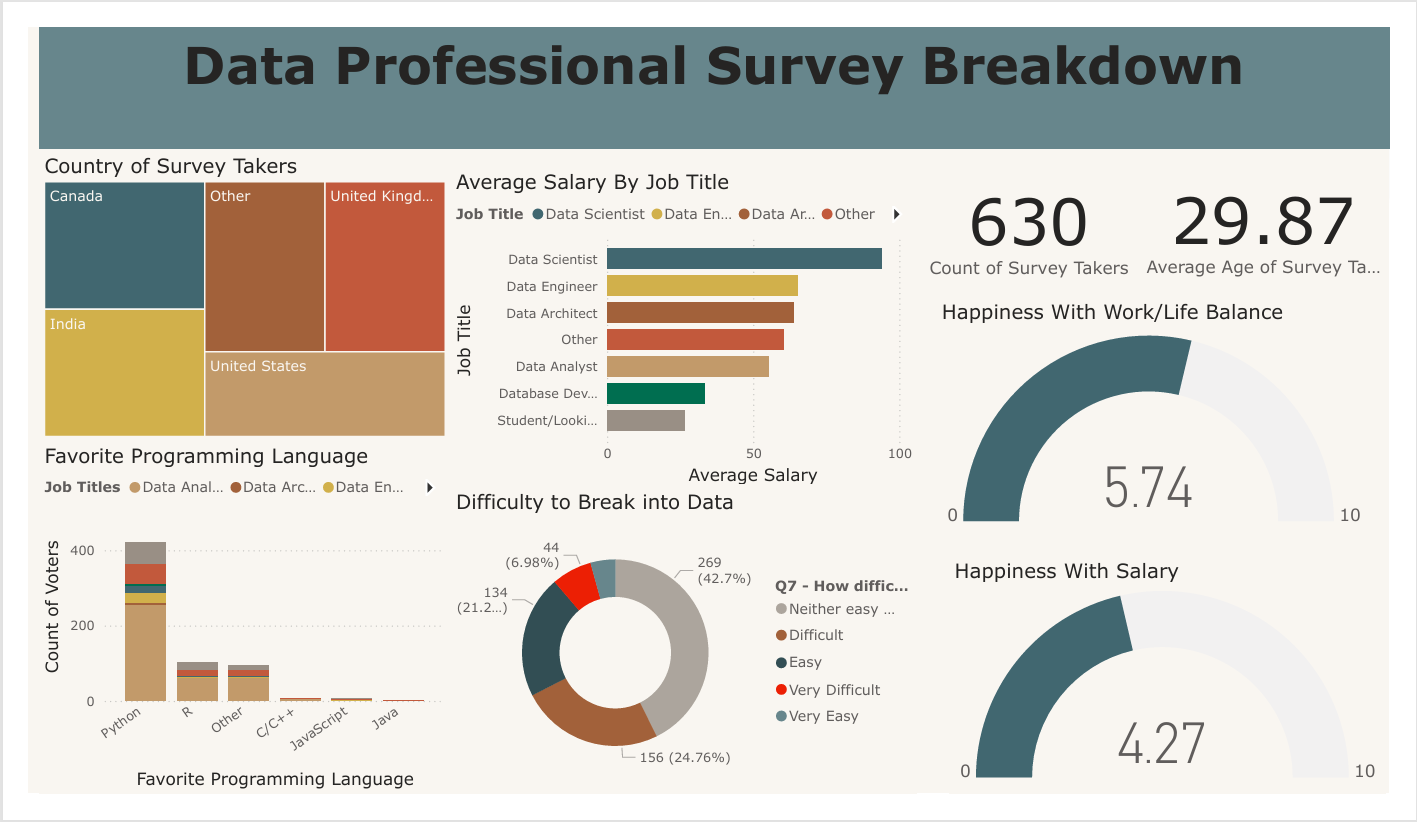 Data Professional Survey Breakdown
Country of Survey Takers
Canada
Other
United Kingd...
India
United States
Average Salary By Job Title
Job Title Data Scientist Data En... Data Ar... Other
Job Title
Data Scientist
Data Engineer
Data Architect
Other
Data Analyst
Database Dev...
Student/Looki...
0 50 100
Average Salary
630
Count of Survey Takers
29.87
Average Age of Survey Ta...
Happiness With Work/Life Balance
5.74
0 10
Favorite Programming Language
Job Titles Data Anal... Data Arc... Data En...
Count of Voters
400
200
0
Python R Other C/C++ JavaScript Java
Favorite Programming Language
Difficulty to Break into Data
44
(6.98%)
269
(42.7%)
134
(21.2...)
156 (24.76%)
Q7 - How diffic...
Neither easy ...
Difficult
Easy
Very Difficult
Very Easy
Happiness With Salary
4.27
0 10